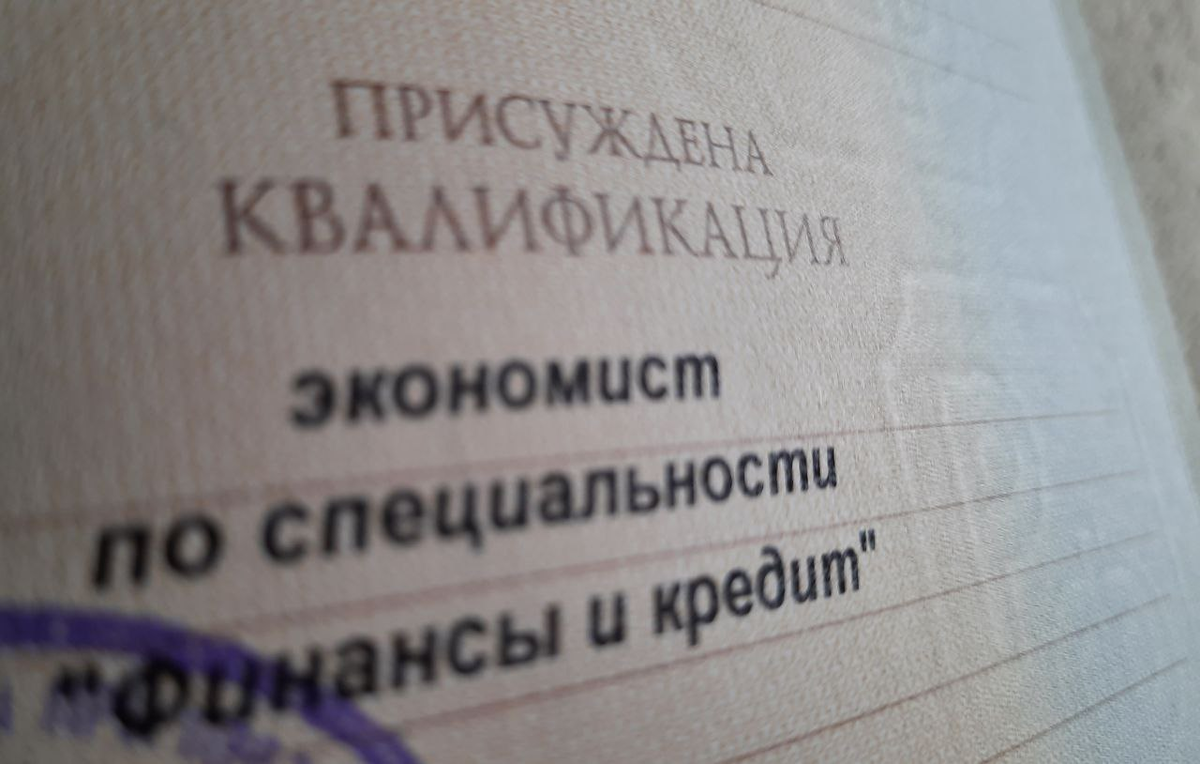 ПРИСУЖДЕНА
КВАЛИФИКАЦИЯ
экономист
по специальности
"Финансы и кредит"